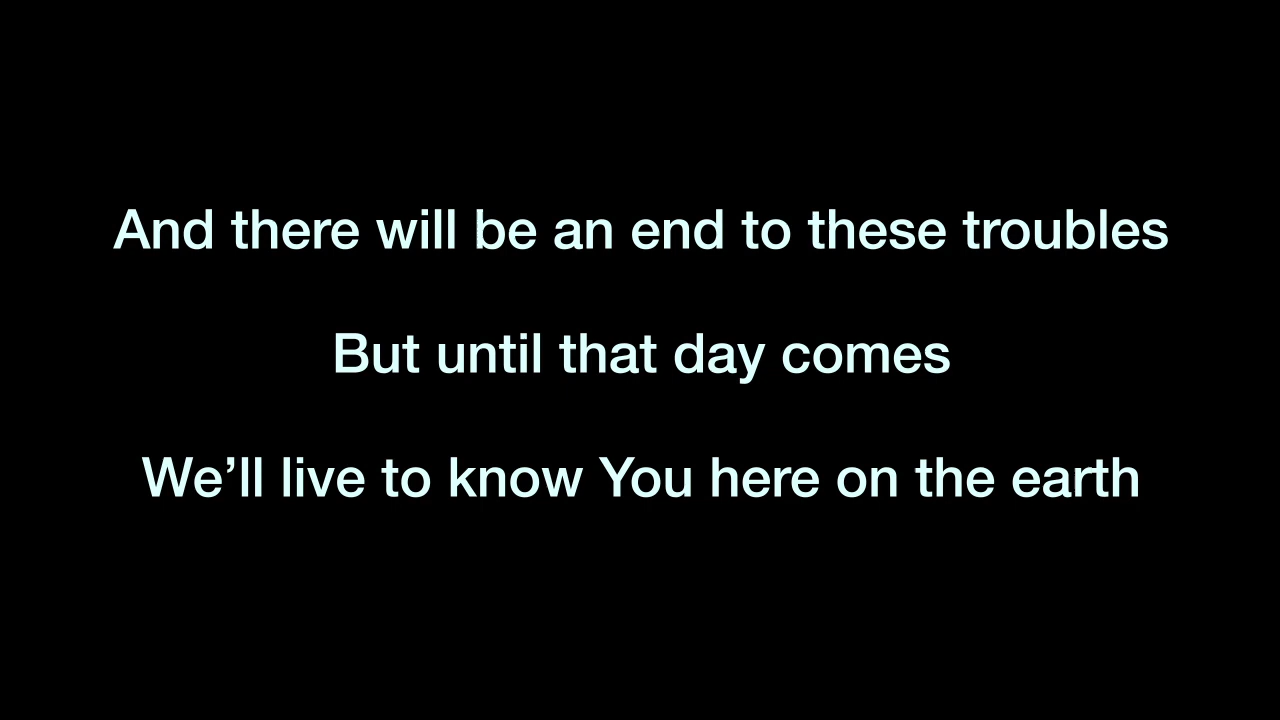 And there will be an end to these troubles
But until that day comes
We’ll live to know You here on the earth